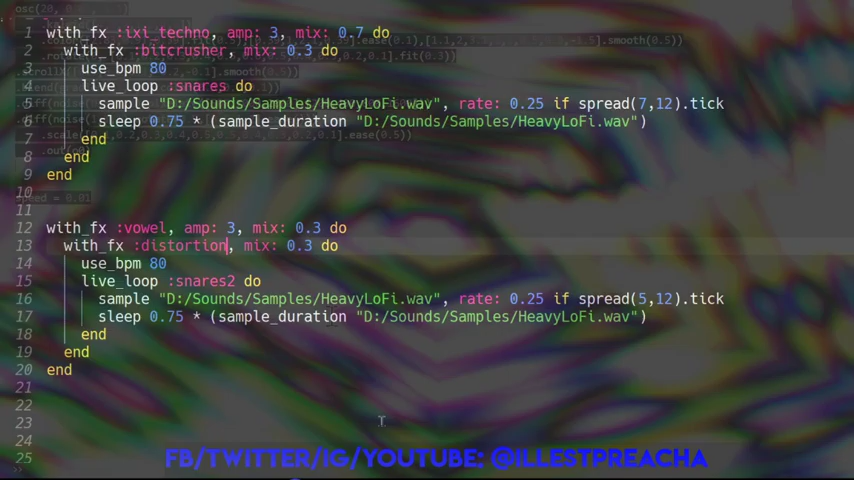 osc(20,
1 with_fx :ixi_techno, amp: 3, mix: 0.7 do
2 with_fx :bitcrusher, mix: 0.3 do
3 use_bpm 80
4 live_loop :snares do
5 sample "D:/Sounds/Samples/HeavyLoFi.wav", rate: 0.25 if spread(7,12).tick
6 sleep 0.75 * (sample_duration "D:/Sounds/Samples/HeavyLoFi.wav")
7 end
8 end
9 end
10
speed = 0.01
11
12 with_fx :vowel, amp: 3, mix: 0.3 do
13 with_fx :distortion, mix: 0.3 do
14 use_bpm 80
15 live_loop :snares2 do
16 sample "D:/Sounds/Samples/HeavyLoFi.wav", rate: 0.25 if spread(5,12).tick
17 sleep 0.75 * (sample_duration "D:/Sounds/Samples/HeavyLoFi.wav")
18 end
19 end
20 end
21
22
23
24
25
>>
FB/TWITTER/IG/YOUTUBE: @ILLESTPREACHA